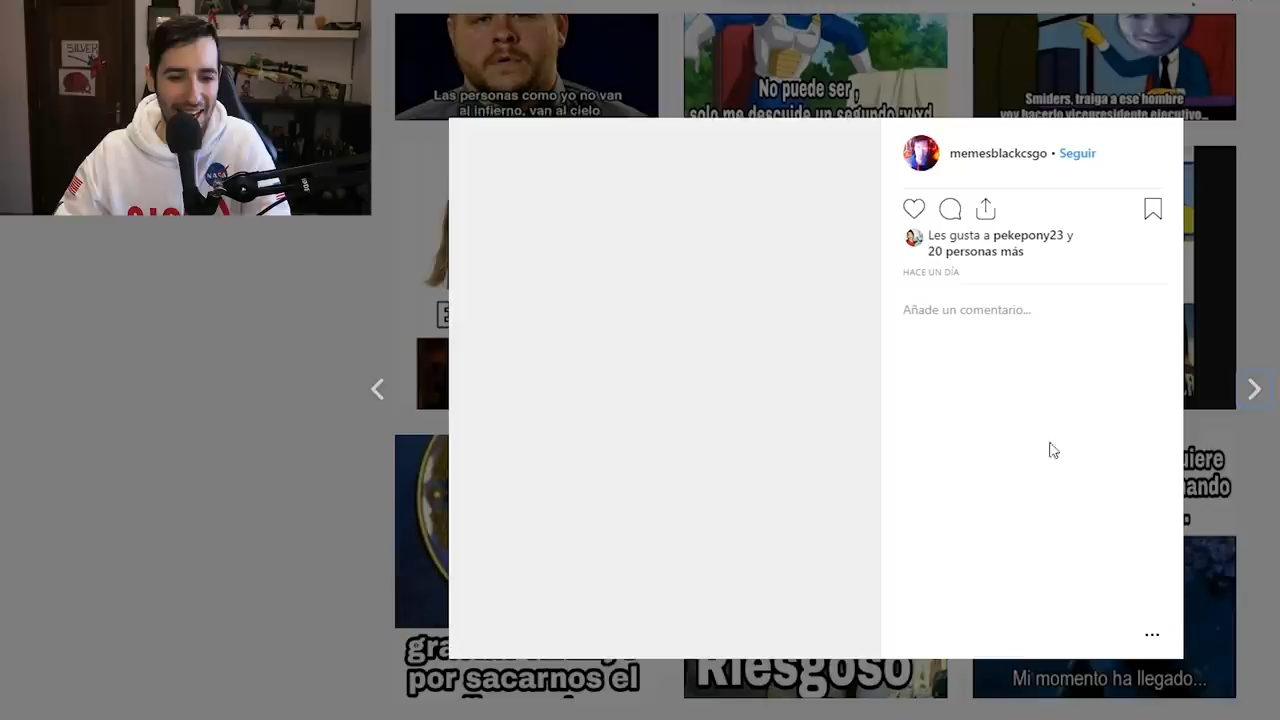 SILVER
NASA
Las personas como yo no van
al infierno, van al cielo
No puede ser,
solo me descuide un segundo :v xd
Smiders, traiga a ese hombre
voy hacerlo vicepresidente ejecutivo...
memesblackcsgo • Seguir
Les gusta a pekepony23 y
20 personas más
HACE UN DÍA
Añade un comentario...
por sacarnos el
Riesgoso
Mi momento ha llegado...